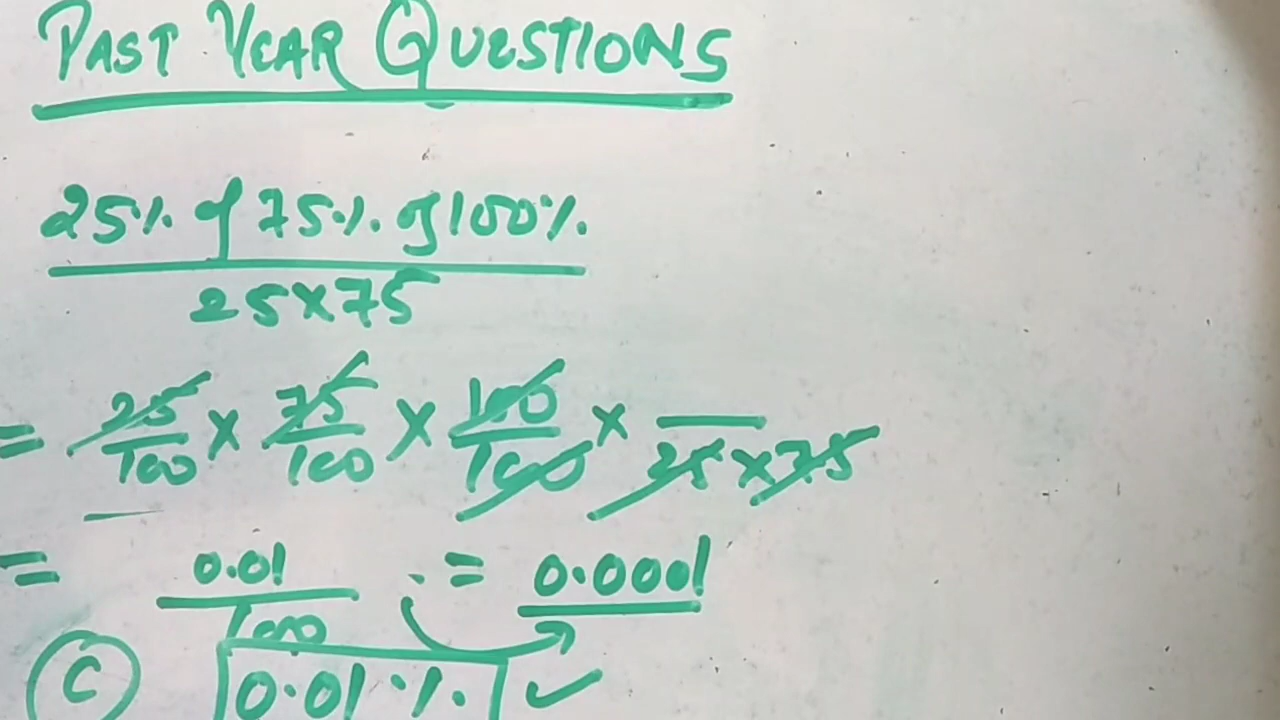 PAST YEAR QUESTIONS
25% of 75% of 100%
25×75
= 25/100 × 75/100 × 100/100 × /25×75
= 0.01/100 = 0.0001
C 0.01% ✓